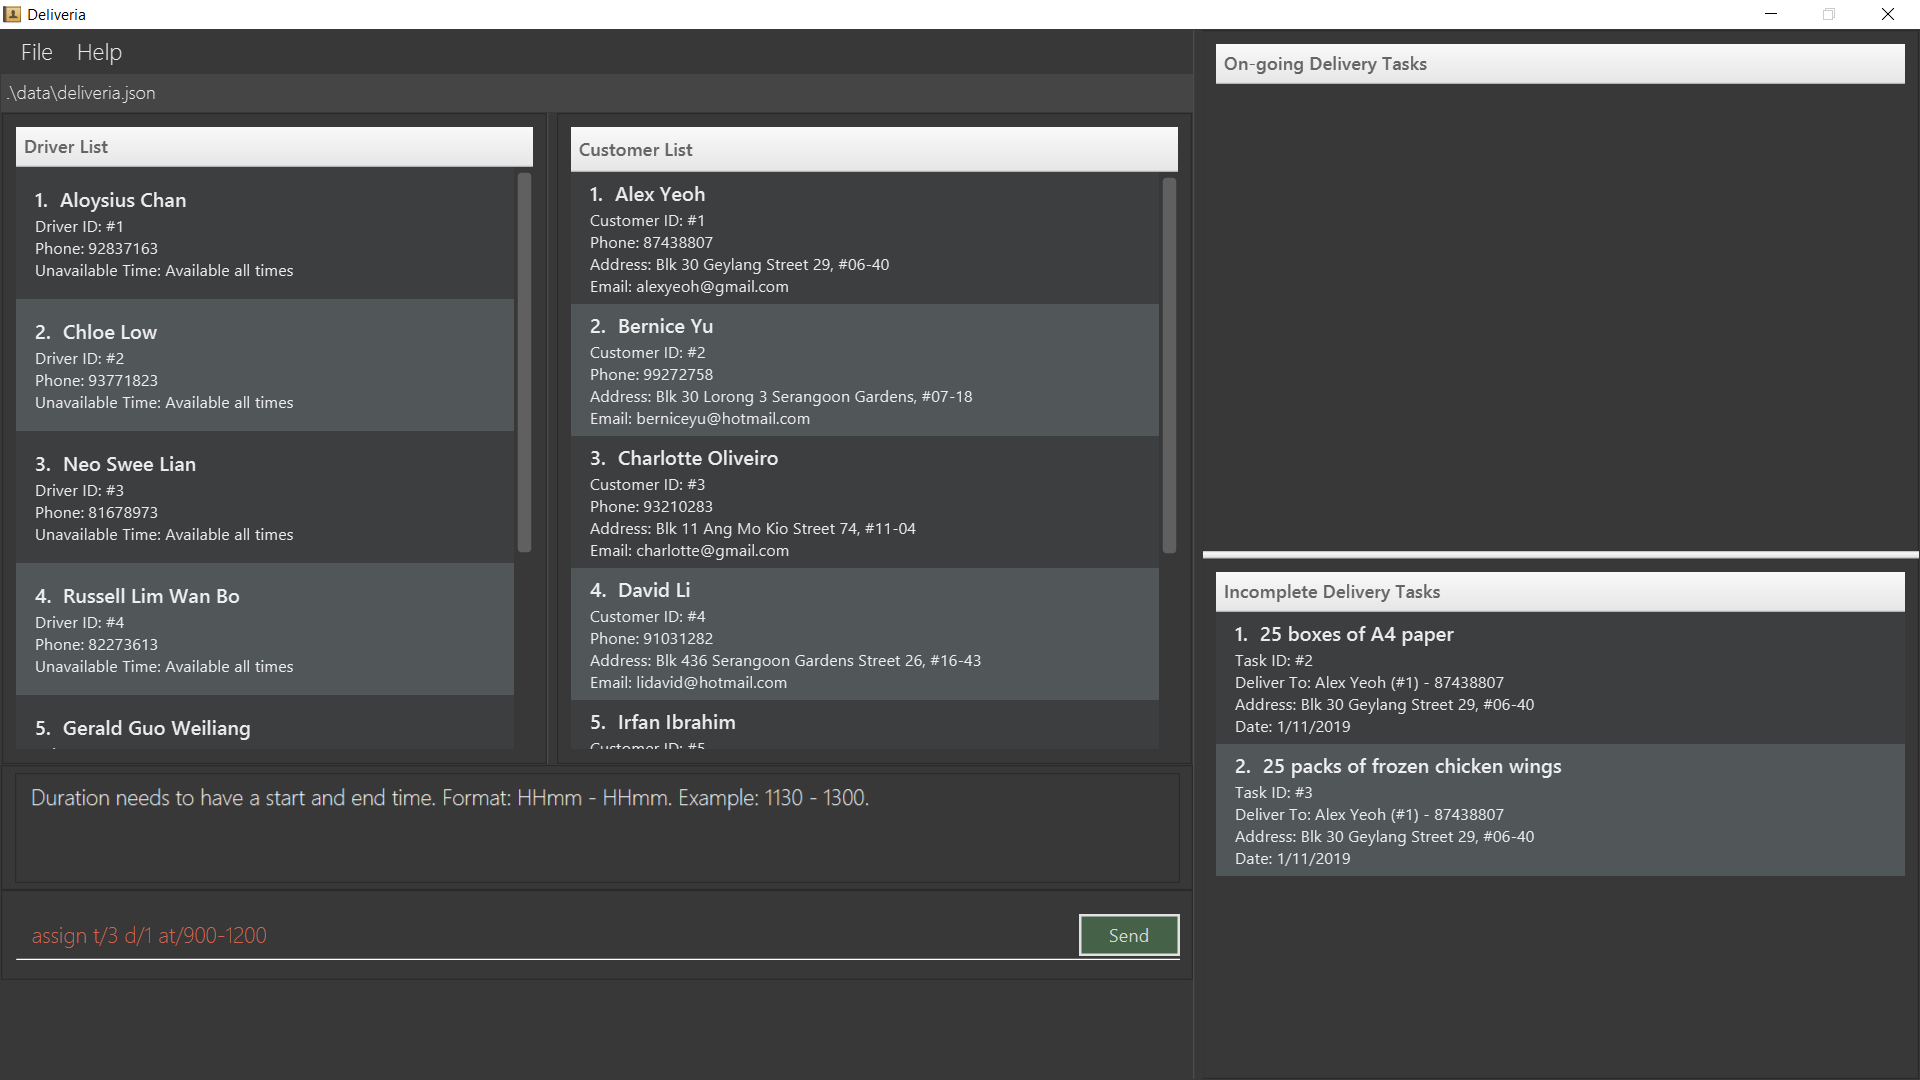 Deliveria
File Help
.\data\deliveria.json
Driver List
1. Aloysius Chan
Driver ID: #1
Phone: 92837163
Unavailable Time: Available all times
2. Chloe Low
Driver ID: #2
Phone: 93771823
Unavailable Time: Available all times
3. Neo Swee Lian
Driver ID: #3
Phone: 81678973
Unavailable Time: Available all times
4. Russell Lim Wan Bo
Driver ID: #4
Phone: 82273613
Unavailable Time: Available all times
5. Gerald Guo Weiliang
Customer List
1. Alex Yeoh
Customer ID: #1
Phone: 87438807
Address: Blk 30 Geylang Street 29, #06-40
Email: alexyeoh@gmail.com
2. Bernice Yu
Customer ID: #2
Phone: 99272758
Address: Blk 30 Lorong 3 Serangoon Gardens, #07-18
Email: berniceyu@hotmail.com
3. Charlotte Oliveiro
Customer ID: #3
Phone: 93210283
Address: Blk 11 Ang Mo Kio Street 74, #11-04
Email: charlotte@gmail.com
4. David Li
Customer ID: #4
Phone: 91031282
Address: Blk 436 Serangoon Gardens Street 26, #16-43
Email: lidavid@hotmail.com
5. Irfan Ibrahim
Customer ID: #5
Duration needs to have a start and end time. Format: HHmm - HHmm. Example: 1130 - 1300.
assign t/3 d/1 at/900-1200
Send
On-going Delivery Tasks
Incomplete Delivery Tasks
1. 25 boxes of A4 paper
Task ID: #2
Deliver To: Alex Yeoh (#1) - 87438807
Address: Blk 30 Geylang Street 29, #06-40
Date: 1/11/2019
2. 25 packs of frozen chicken wings
Task ID: #3
Deliver To: Alex Yeoh (#1) - 87438807
Address: Blk 30 Geylang Street 29, #06-40
Date: 1/11/2019